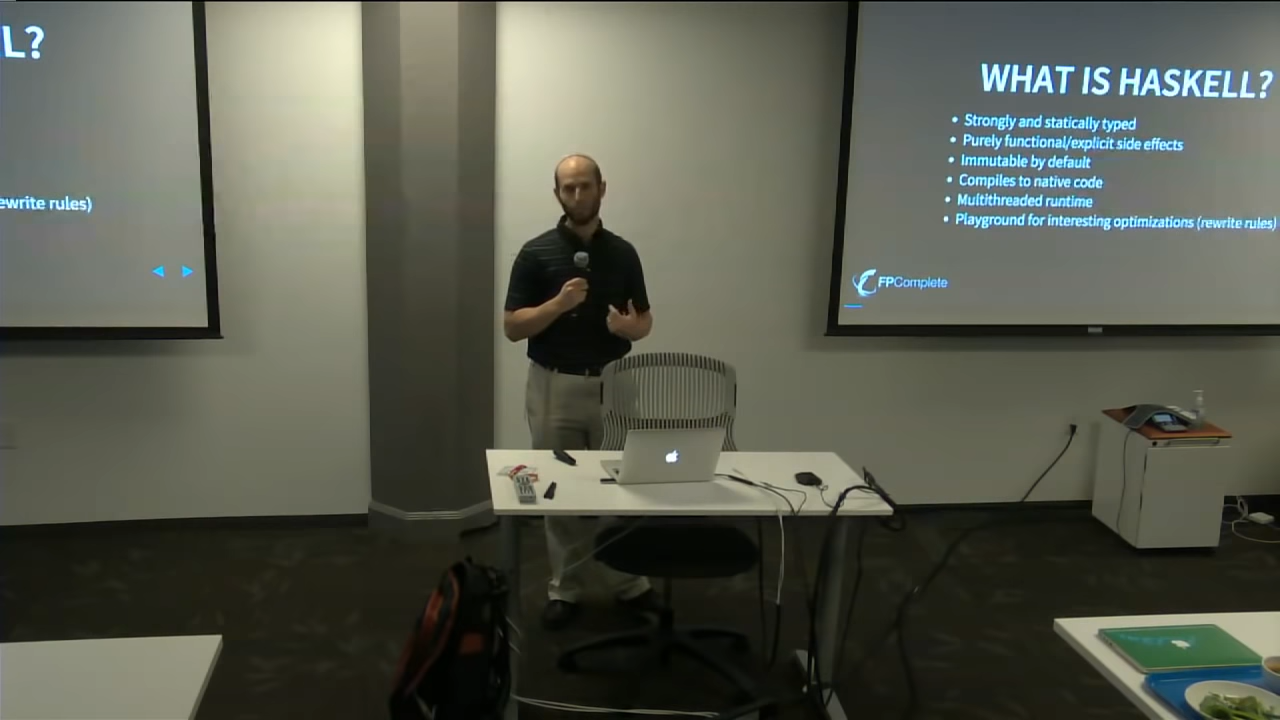 L?
ewrite rules)
WHAT IS HASKELL?
• Strongly and statically typed
• Purely functional/explicit side effects
• Immutable by default
• Compiles to native code
• Multithreaded runtime
• Playground for interesting optimizations (rewrite rules)
FPComplete